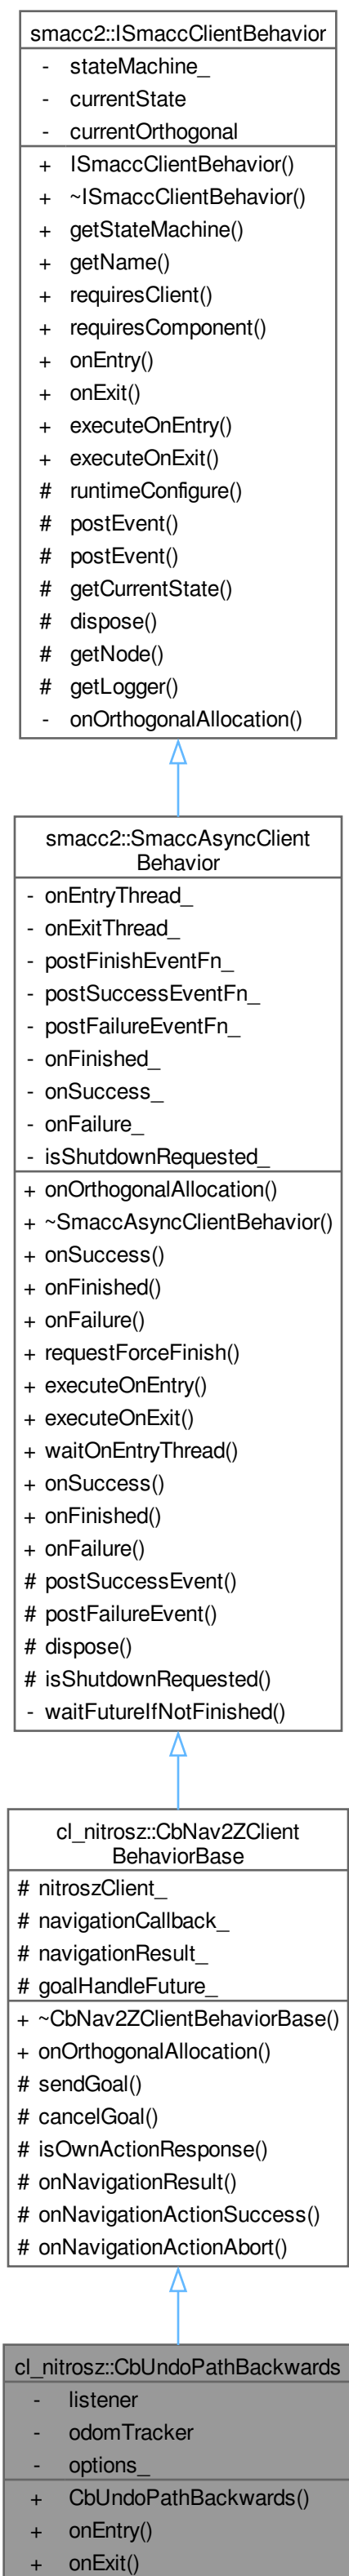 smacc2::ISmaccClientBehavior
- stateMachine_
- currentState
- currentOrthogonal
+ ISmaccClientBehavior()
+ ~ISmaccClientBehavior()
+ getStateMachine()
+ getName()
+ requiresClient()
+ requiresComponent()
+ onEntry()
+ onExit()
+ executeOnEntry()
+ executeOnExit()
# runtimeConfigure()
# postEvent()
# postEvent()
# getCurrentState()
# dispose()
# getNode()
# getLogger()
- onOrthogonalAllocation()
smacc2::SmaccAsyncClient
Behavior
- onEntryThread_
- onExitThread_
- postFinishEventFn_
- postSuccessEventFn_
- postFailureEventFn_
- onFinished_
- onSuccess_
- onFailure_
- isShutdownRequested_
+ onOrthogonalAllocation()
+ ~SmaccAsyncClientBehavior()
+ onSuccess()
+ onFinished()
+ onFailure()
+ requestForceFinish()
+ executeOnEntry()
+ executeOnExit()
+ waitOnEntryThread()
+ onSuccess()
+ onFinished()
+ onFailure()
# postSuccessEvent()
# postFailureEvent()
# dispose()
# isShutdownRequested()
- waitFutureIfNotFinished()
cl_nitrosz::CbNav2ZClient
BehaviorBase
# nitroszClient_
# navigationCallback_
# navigationResult_
# goalHandleFuture_
+ ~CbNav2ZClientBehaviorBase()
+ onOrthogonalAllocation()
# sendGoal()
# cancelGoal()
# isOwnActionResponse()
# onNavigationResult()
# onNavigationActionSuccess()
# onNavigationActionAbort()
cl_nitrosz::CbUndoPathBackwards
- listener
- odomTracker
- options_
+ CbUndoPathBackwards()
+ onEntry()
+ onExit()